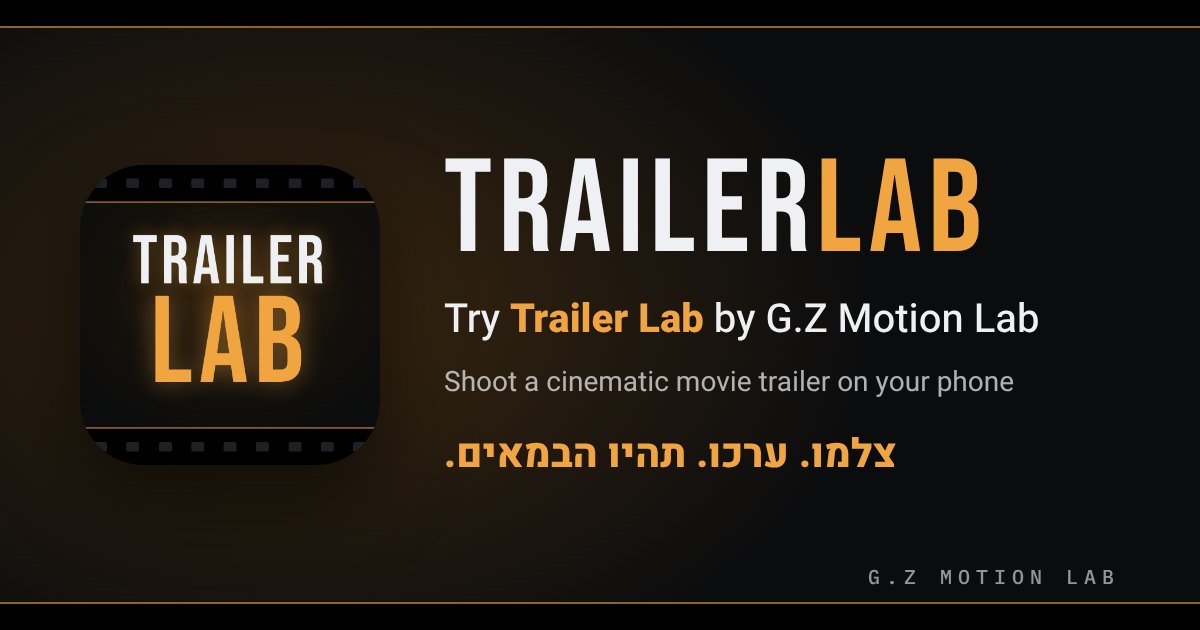 TRAILER
LAB
TRAILERLAB
Try Trailer Lab by G.Z Motion Lab
Shoot a cinematic movie trailer on your phone
צלמו. ערכו. תהיו הבמאים.
G.Z MOTION LAB